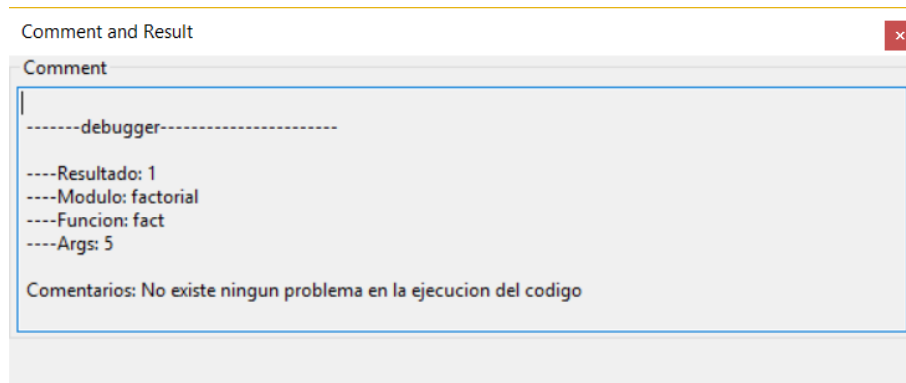 Comment and Result
Comment
-------debugger-----------------------
----Resultado: 1
----Modulo: factorial
----Funcion: fact
----Args: 5
Comentarios: No existe ningun problema en la ejecucion del codigo